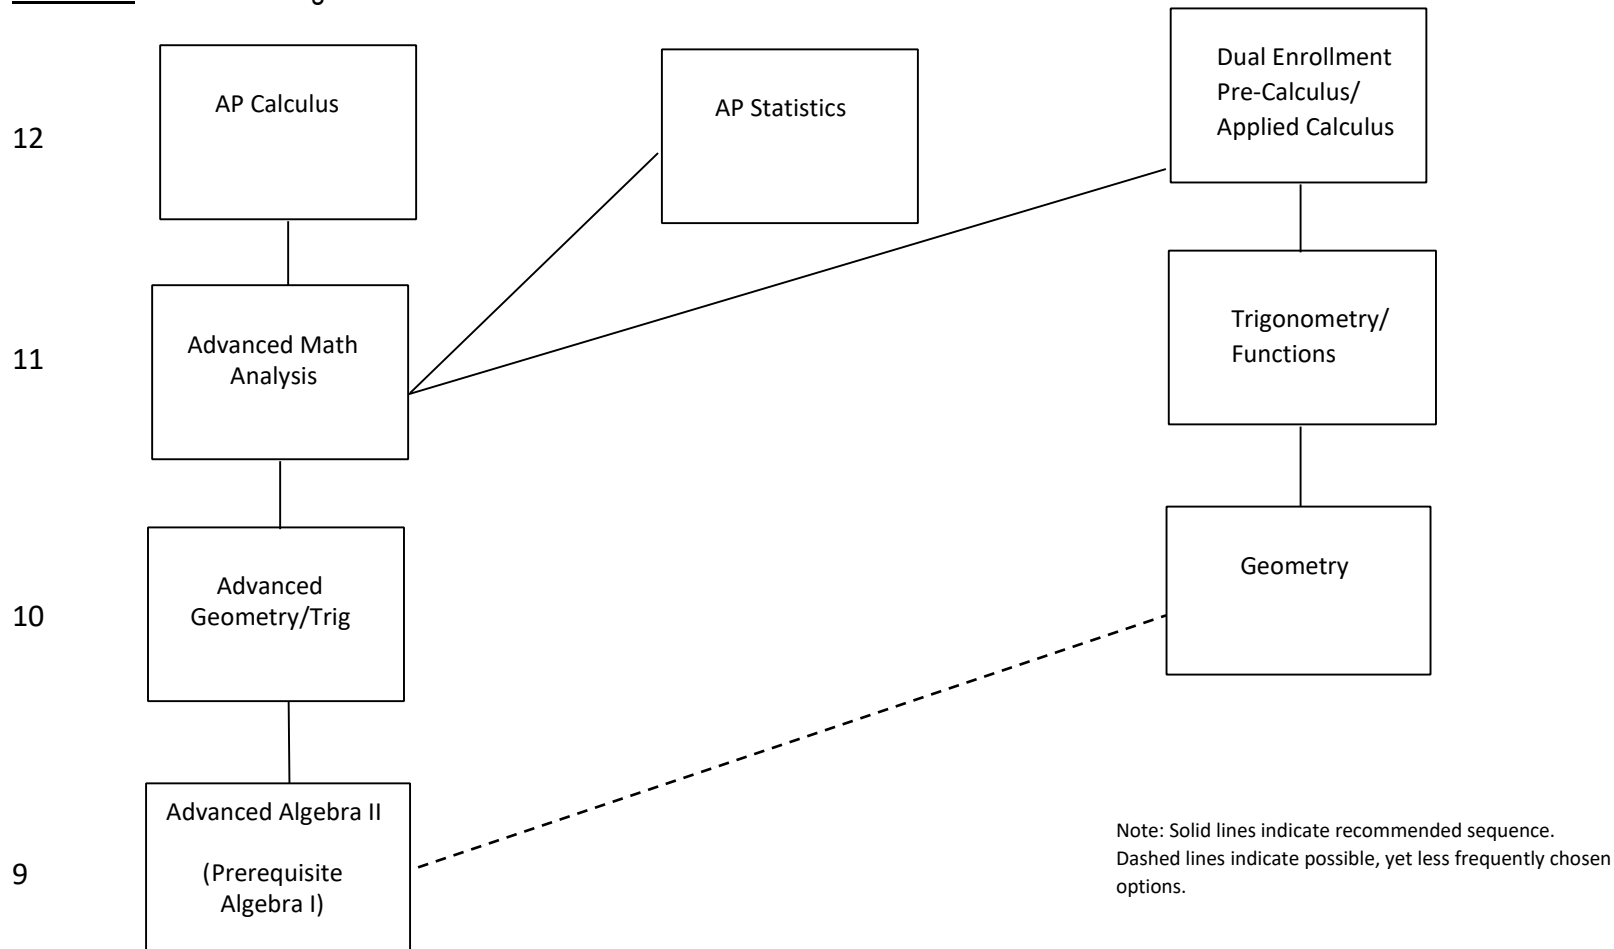 AP Calculus
AP Statistics
Dual Enrollment
Pre-Calculus/
Applied Calculus
12
Advanced Math
Analysis
Trigonometry/
Functions
11
Advanced
Geometry/Trig
Geometry
10
Advanced Algebra II
(Prerequisite
Algebra I)
9
Note: Solid lines indicate recommended sequence.
Dashed lines indicate possible, yet less frequently chosen
options.